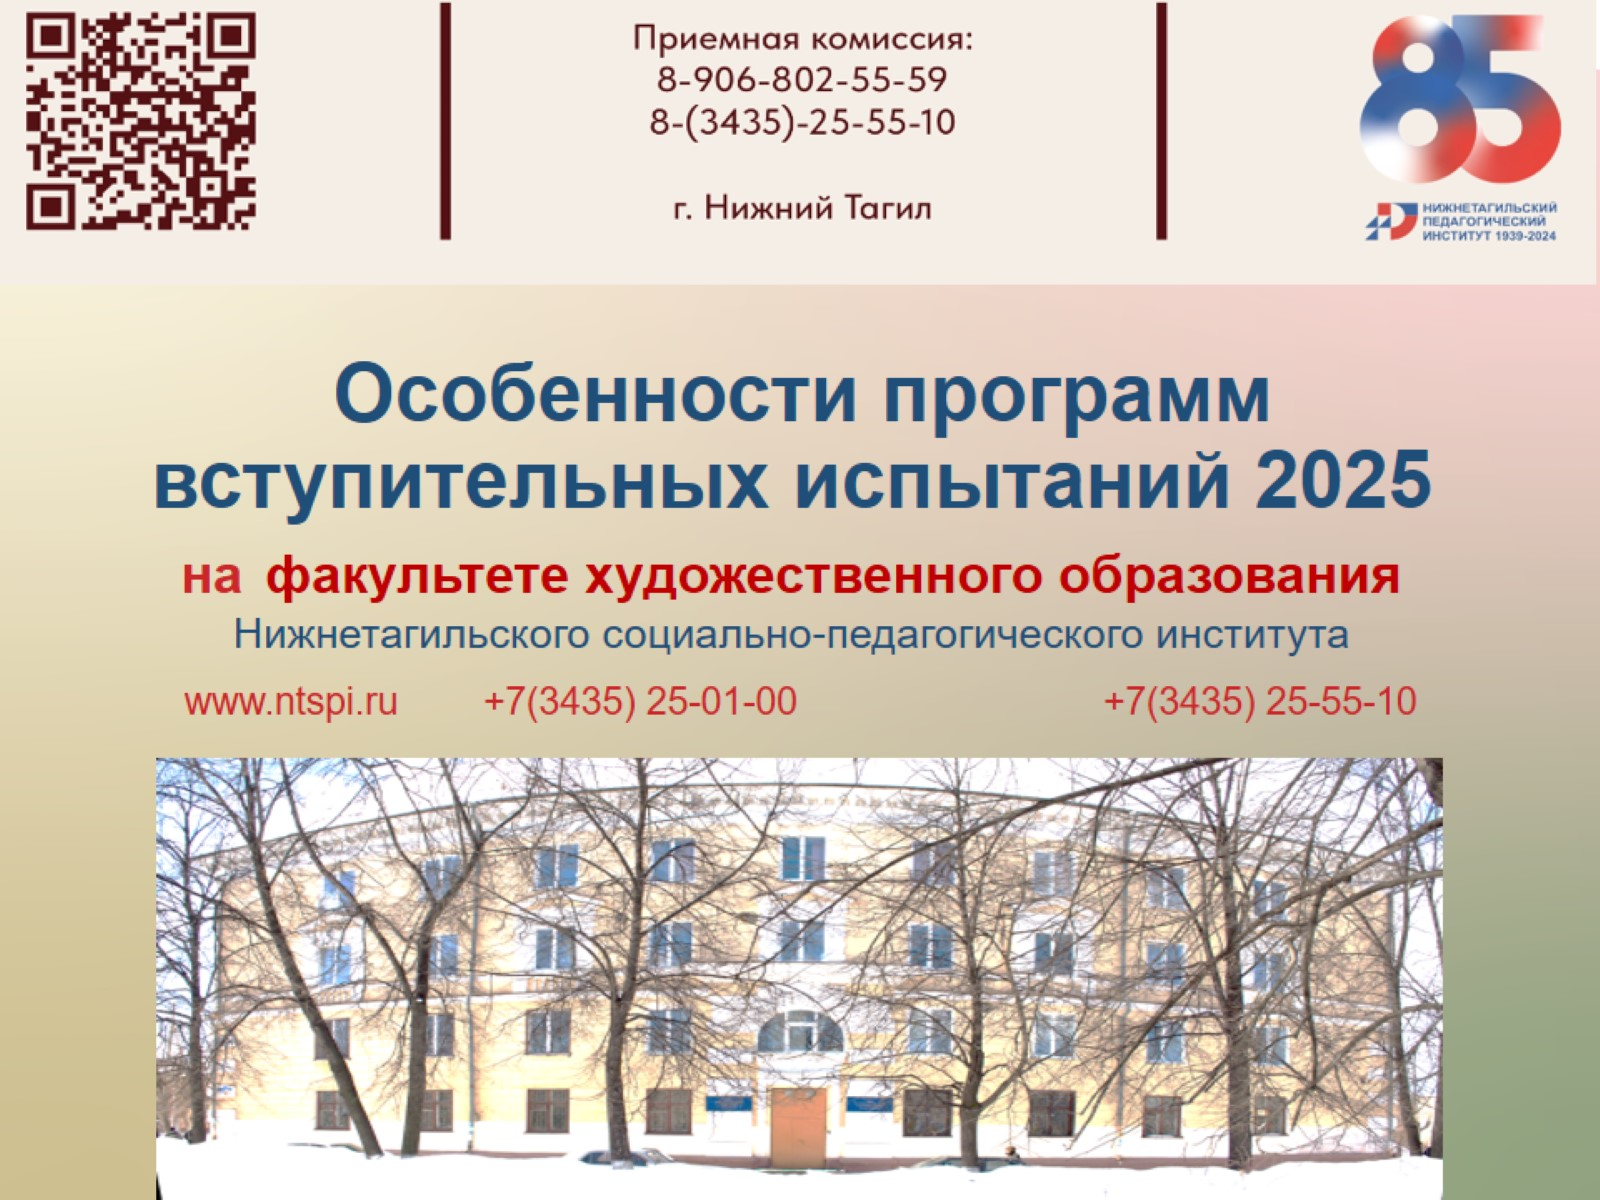 Приемная комиссия:
8-906-802-55-59
8-(3435)-25-55-10
г. Нижний Тагил
85
НИЖНЕТАГИЛЬСКИЙ
ПЕДАГОГИЧЕСКИЙ
ИНСТИТУТ 1939-2024
Особенности программ
вступительных испытаний 2025
на факультете художественного образования
Нижнетагильского социально-педагогического института
www.ntspi.ru +7(3435) 25-01-00 +7(3435) 25-55-10